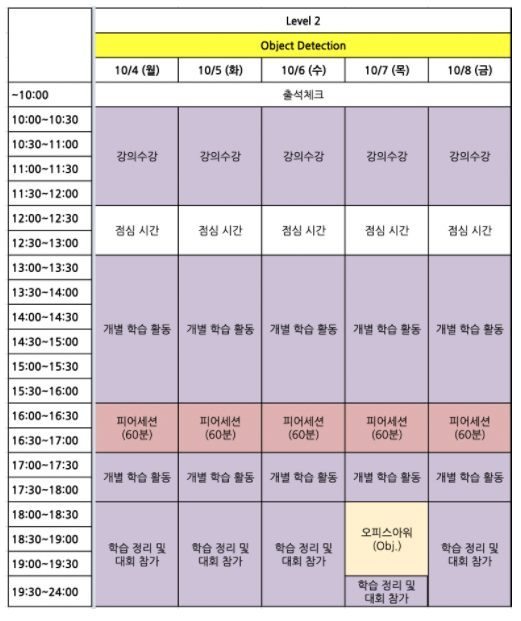 Level 2
Object Detection
10/4 (월) 10/5 (화) 10/6 (수) 10/7 (목) 10/8 (금)
~10:00 출석체크
10:00~10:30
10:30~11:00
강의수강 강의수강 강의수강 강의수강 강의수강
11:00~11:30
11:30~12:00
12:00~12:30
점심 시간 점심 시간 점심 시간 점심 시간 점심 시간
12:30~13:00
13:00~13:30
13:30~14:00
14:00~14:30
개별 학습 활동 개별 학습 활동 개별 학습 활동 개별 학습 활동 개별 학습 활동
14:30~15:00
15:00~15:30
15:30~16:00
16:00~16:30
피어세션 피어세션 피어세션 피어세션 피어세션
(60분) (60분) (60분) (60분) (60분)
16:30~17:00
17:00~17:30
개별 학습 활동 개별 학습 활동 개별 학습 활동 개별 학습 활동 개별 학습 활동
17:30~18:00
18:00~18:30
18:30~19:00
오피스아워
(Obj.)
학습 정리 및 학습 정리 및 학습 정리 및 학습 정리 및
대회 참가 대회 참가 대회 참가 대회 참가
19:00~19:30
19:30~24:00
학습 정리 및
대회 참가